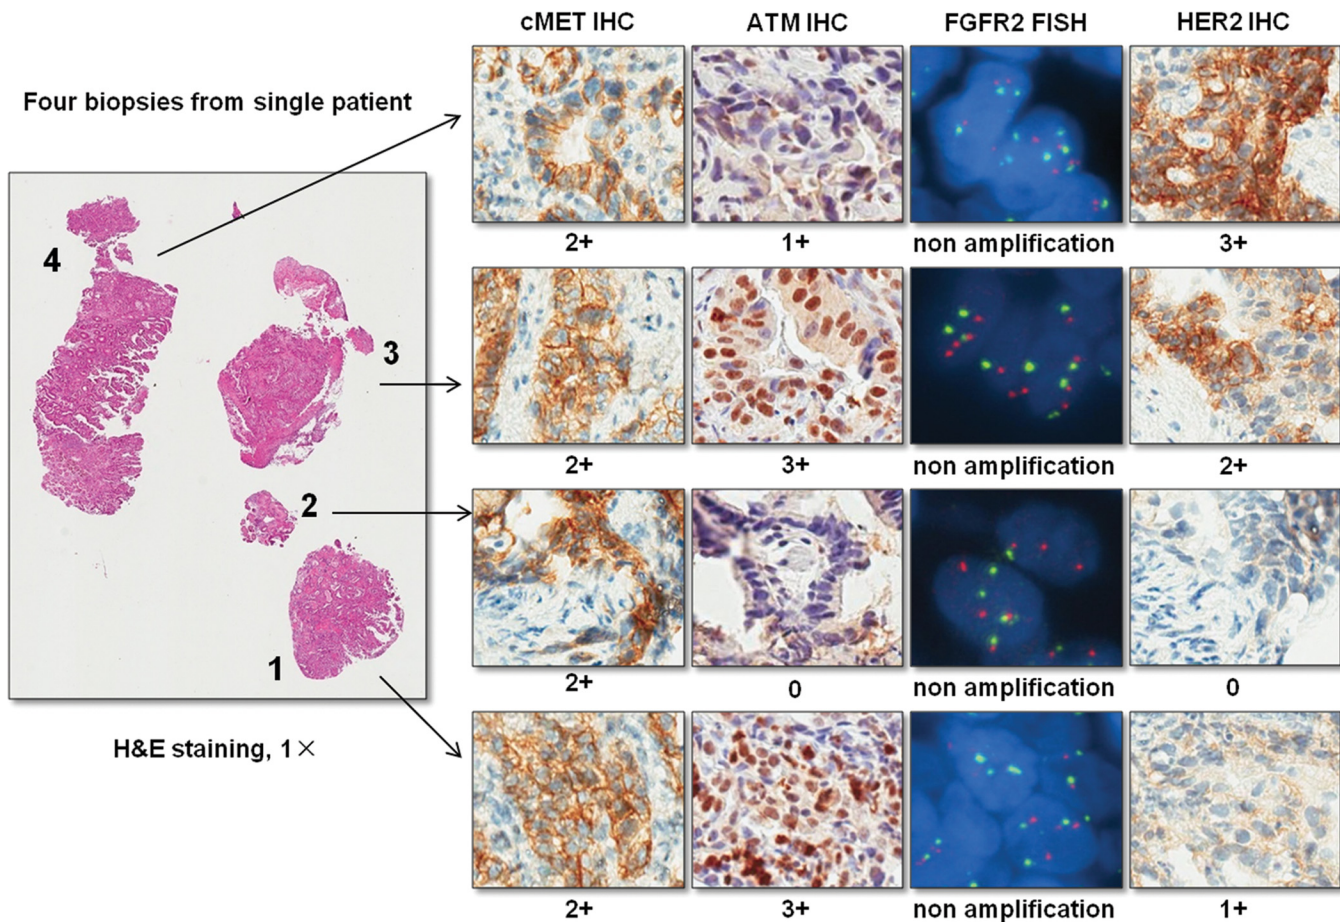 cMET IHC ATM IHC FGFR2 FISH HER2 IHC
Four biopsies from single patient
2+ 1+ non amplification 3+
4
3
2+ 3+ non amplification 2+
2
2+ 0 non amplification 0
1
H&E staining, 1×
2+ 3+ non amplification 1+